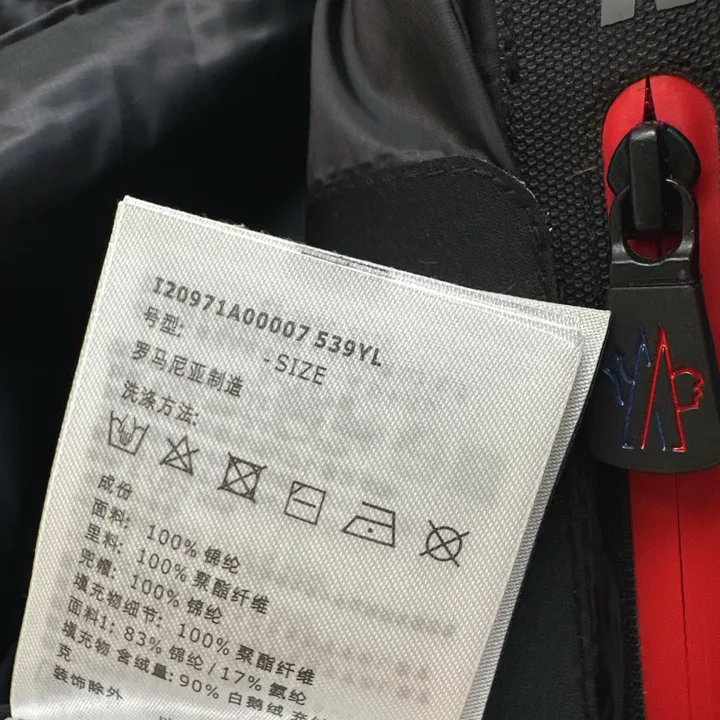 I20971A00007 539YL
号型:
-SIZE
罗马尼亚制造
洗涤方法:
成份
面料: 100% 锦纶
里料: 100% 聚酯纤维
兜帽: 100% 锦纶
填充物细节: 100% 聚酯纤维
面料1: 83% 锦纶 / 17% 氨纶
填充物 含绒量: 90% 白鹅绒
克
装饰除外